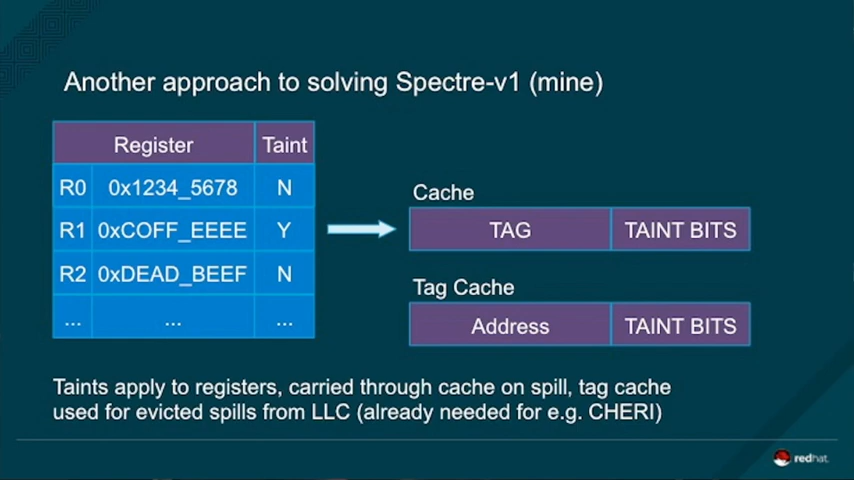 Another approach to solving Spectre-v1 (mine)
Register Taint
R0 0x1234_5678 N
R1 0xCOFF_EEEE Y
R2 0xDEAD_BEEF N
... ... ...
Cache
TAG TAINT BITS
Tag Cache
Address TAINT BITS
Taints apply to registers, carried through cache on spill, tag cache
used for evicted spills from LLC (already needed for e.g. CHERI)
redhat.